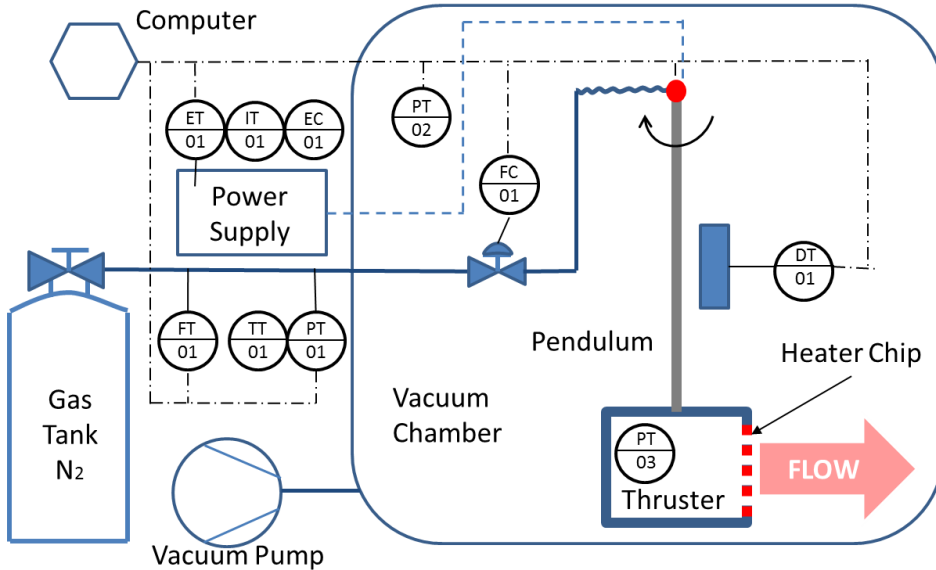 Computer
ET
01
IT
01
EC
01
PT
02
FC
01
Power
Supply
DT
01
FT
01
TT
01
PT
01
Pendulum
Heater Chip
Gas
Tank
N2
Vacuum
Chamber
PT
03
Thruster
FLOW
Vacuum Pump